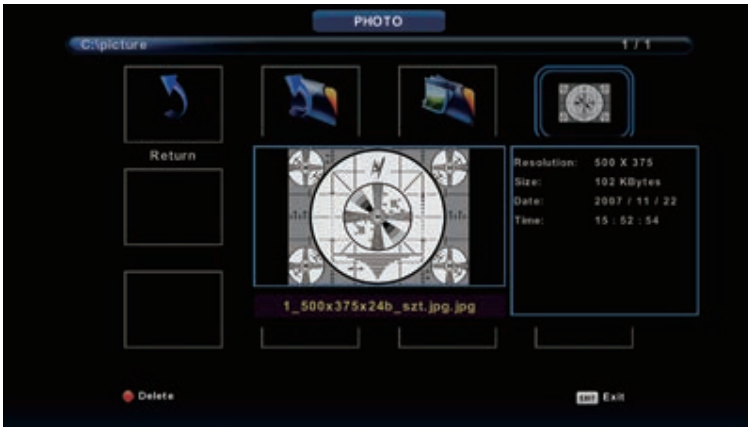 PHOTO
C:\picture 1 / 1
Return
Resolution: 500 X 375
Size: 102 KBytes
Date: 2007 / 11 / 22
Time: 15 : 52 : 54
1_500x375x24b_szt.jpg.jpg
Delete EXIT Exit